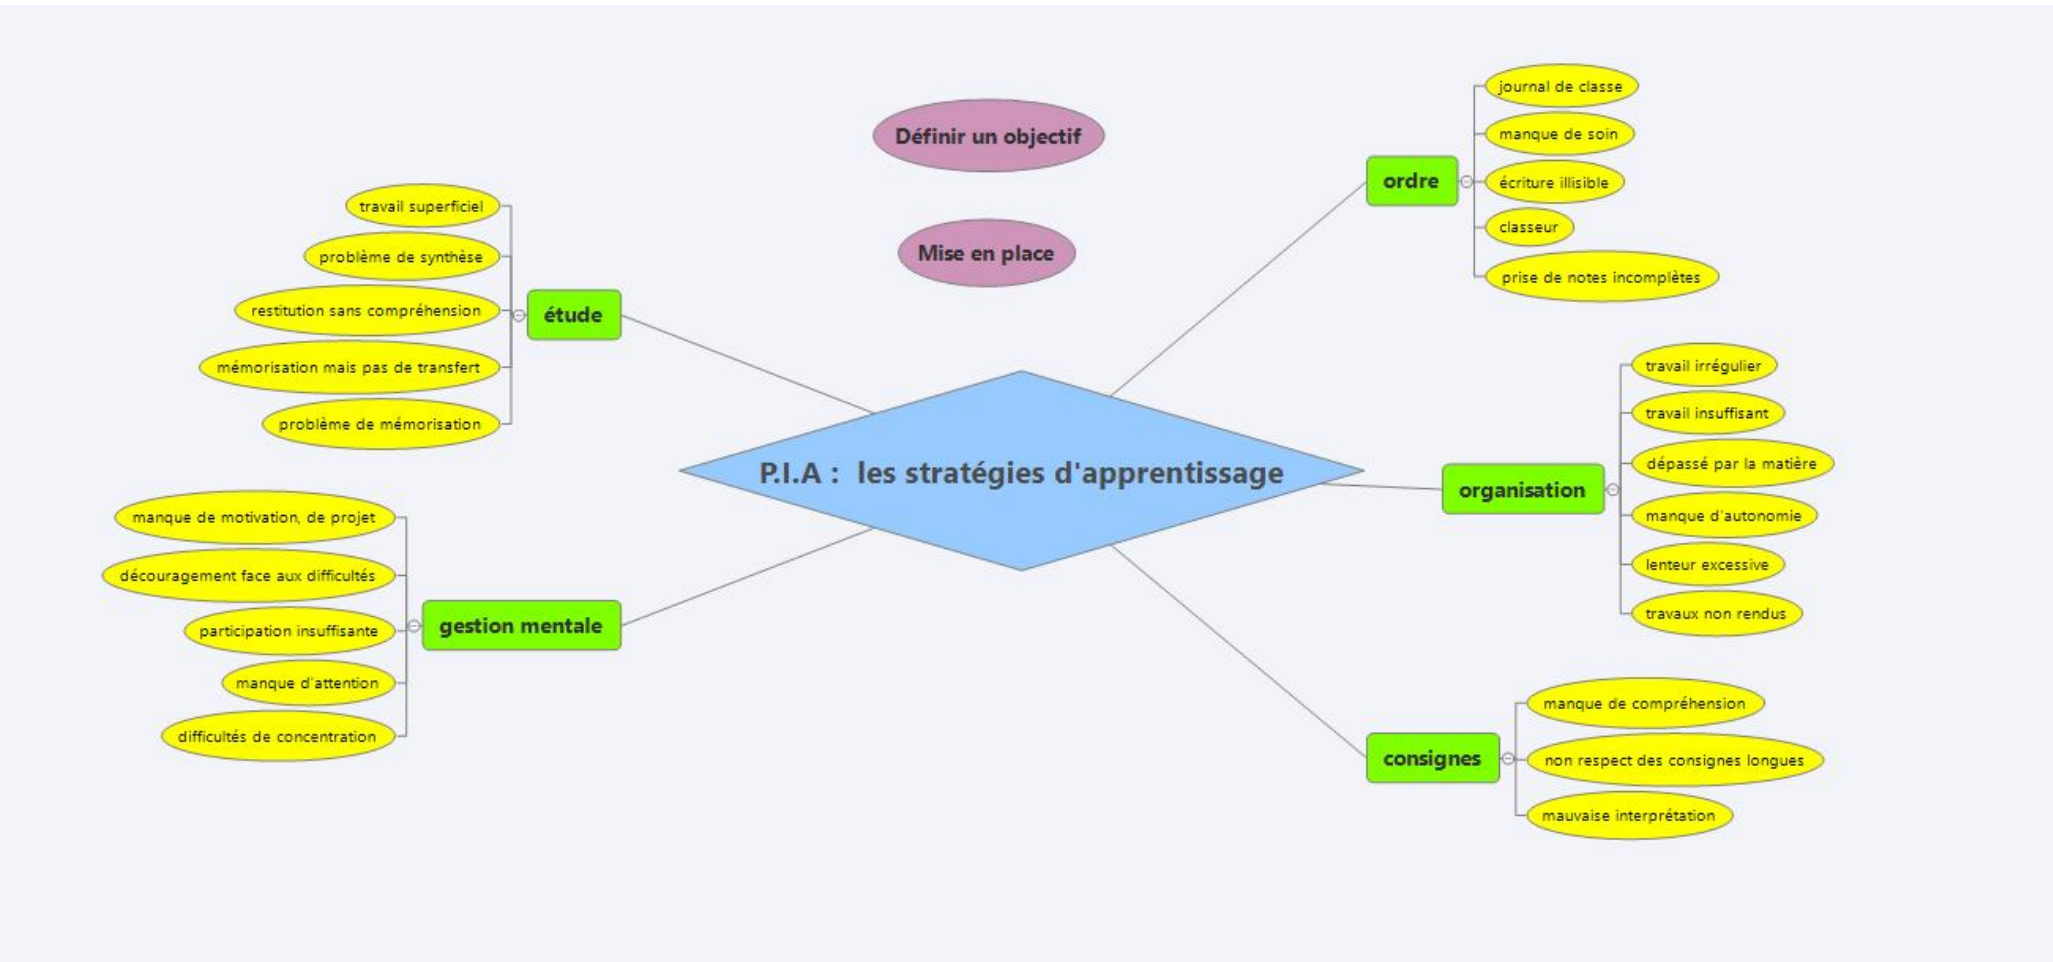 Définir un objectif
Mise en place
P.I.A : les stratégies d'apprentissage
ordre
journal de classe
manque de soin
écriture illisible
classeur
prise de notes incomplètes
organisation
travail irrégulier
travail insuffisant
dépassé par la matière
manque d'autonomie
lenteur excessive
travaux non rendus
consignes
manque de compréhension
non respect des consignes longues
mauvaise interprétation
étude
travail superficiel
problème de synthèse
restitution sans compréhension
mémorisation mais pas de transfert
problème de mémorisation
gestion mentale
manque de motivation, de projet
découragement face aux difficultés
participation insuffisante
manque d'attention
difficultés de concentration